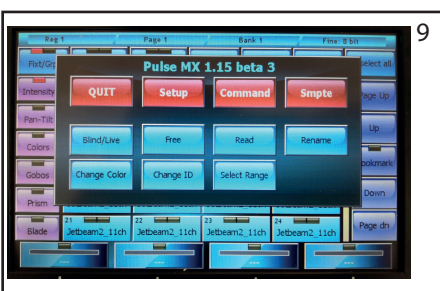 9
Reg 1 Page 1 Bank 1 Fine: 8 bit
Fixt/Grp Select all
Pulse MX 1.15 beta 3
Intensity QUIT Setup Command Smpte Page Up
Pan-Tilt Up
Colors Blind/Live Free Read Rename
Gobos Change Color Change ID Select Range Down
Prism
21 22 23 24
Blade Jetbeam2_11ch Jetbeam2_11ch Jetbeam2_11ch Jetbeam2_11ch Page dn
--- --- --- ---